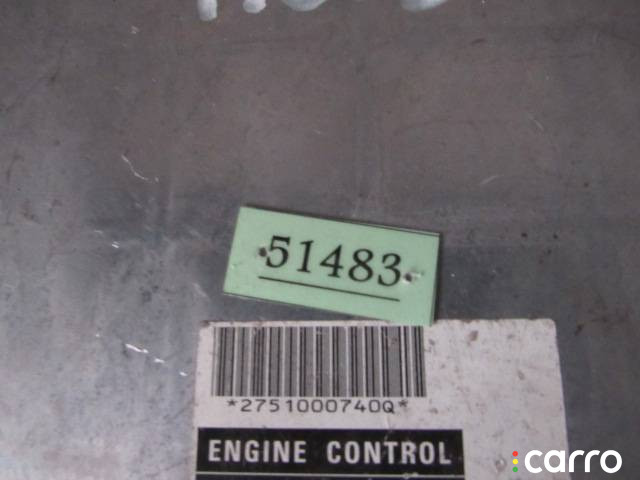 51483
*2751000740Q*
ENGINE CONTROL
carro